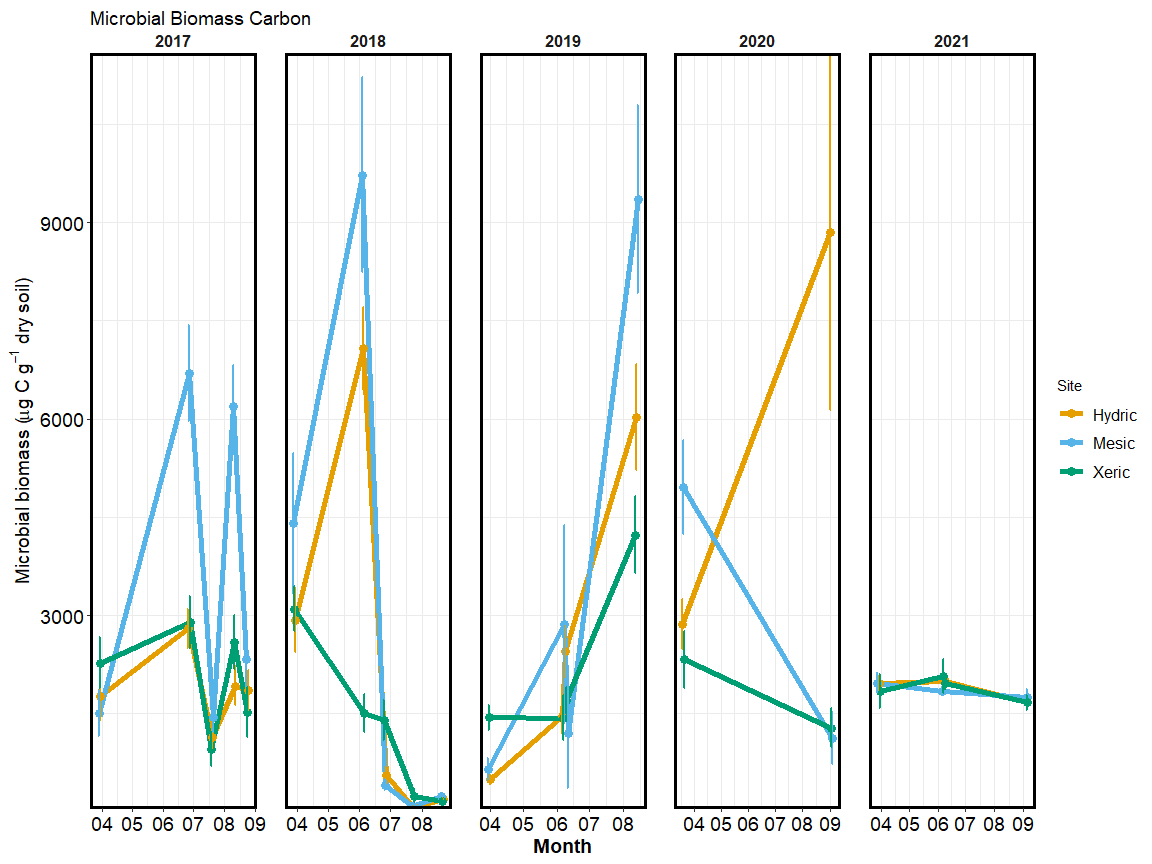 Microbial Biomass Carbon
2017 2018 2019 2020 2021
Microbial biomass (μg C g⁻¹ dry soil)
9000
6000
3000
04 05 06 07 08 09 04 05 06 07 08 04 05 06 07 08 04 05 06 07 08 09 04 05 06 07 08 09
Month
Site
Hydric
Mesic
Xeric